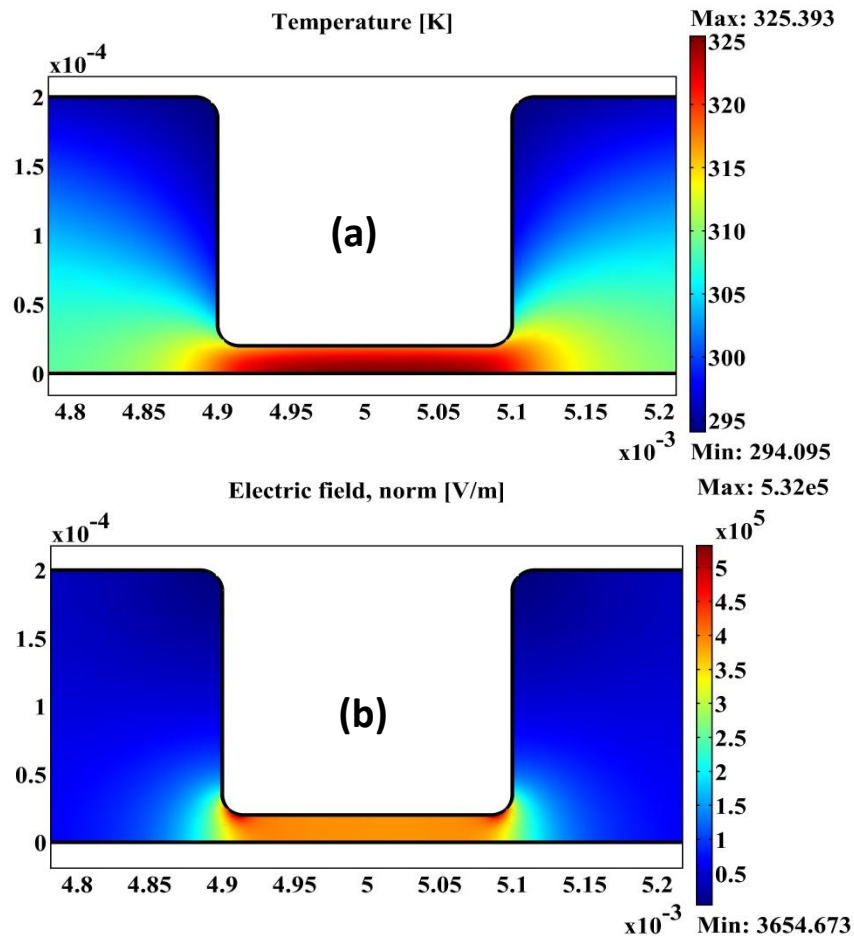 Temperature [K]
Max: 325.393
x10⁻⁴
2
1.5
1
0.5
0
(a)
325
320
315
310
305
300
295
4.8 4.85 4.9 4.95 5 5.05 5.1 5.15 5.2
x10⁻³
Min: 294.095
Electric field, norm [V/m]
Max: 5.32e5
x10⁻⁴
x10⁵
2
1.5
1
0.5
0
(b)
5
4.5
4
3.5
3
2.5
2
1.5
1
0.5
4.8 4.85 4.9 4.95 5 5.05 5.1 5.15 5.2
x10⁻³
Min: 3654.673